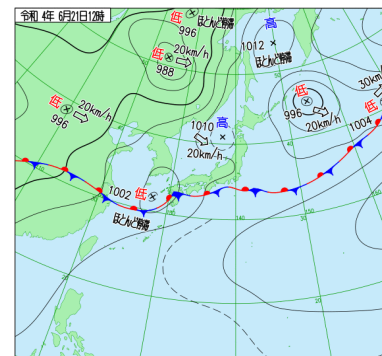 令和 4年 6月21日12時
低
ほとんど停滞
996
高
1012
ほとんど停滞
低
20km/h
988
低
20km/h
996
低
996
20km/h
30km/h
低
1004
高
1010
20km/h
1002
低
ほとんど停滞